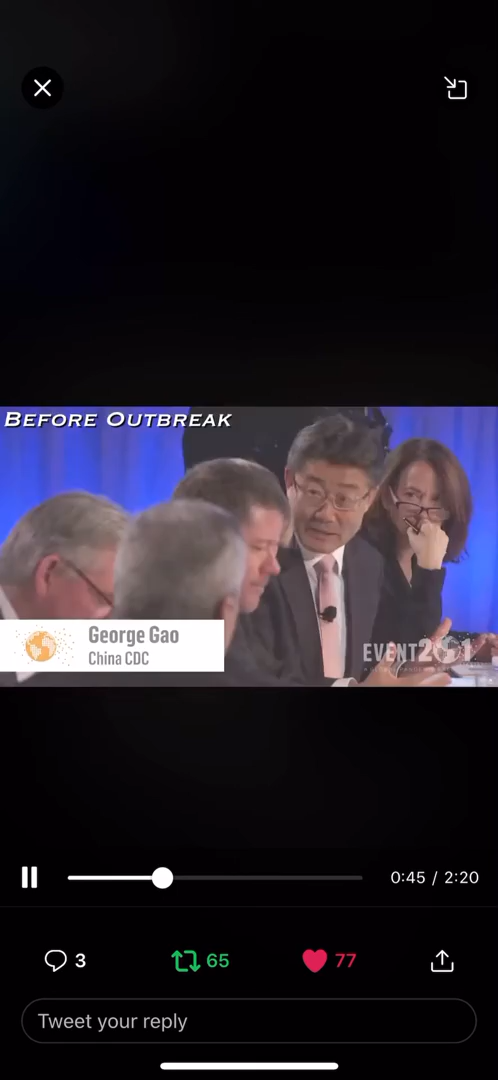 BEFORE OUTBREAK
George Gao
China CDC
EVENT201
0:45 / 2:20
3
65
77
Tweet your reply